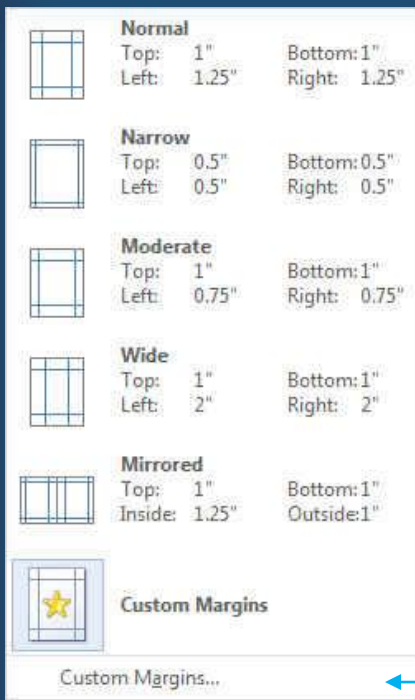 Normal
Top: 1" Bottom: 1"
Left: 1.25" Right: 1.25"
Narrow
Top: 0.5" Bottom: 0.5"
Left: 0.5" Right: 0.5"
Moderate
Top: 1" Bottom: 1"
Left: 0.75" Right: 0.75"
Wide
Top: 1" Bottom: 1"
Left: 2" Right: 2"
Mirrored
Top: 1" Bottom: 1"
Inside: 1.25" Outside: 1"
Custom Margins
Custom Margins...